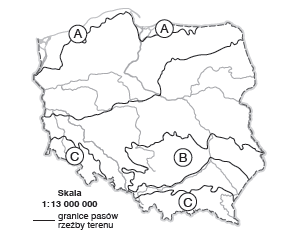 A
A
C
B
C
Skala
1:13 000 000
granice pasów
rzeźby terenu